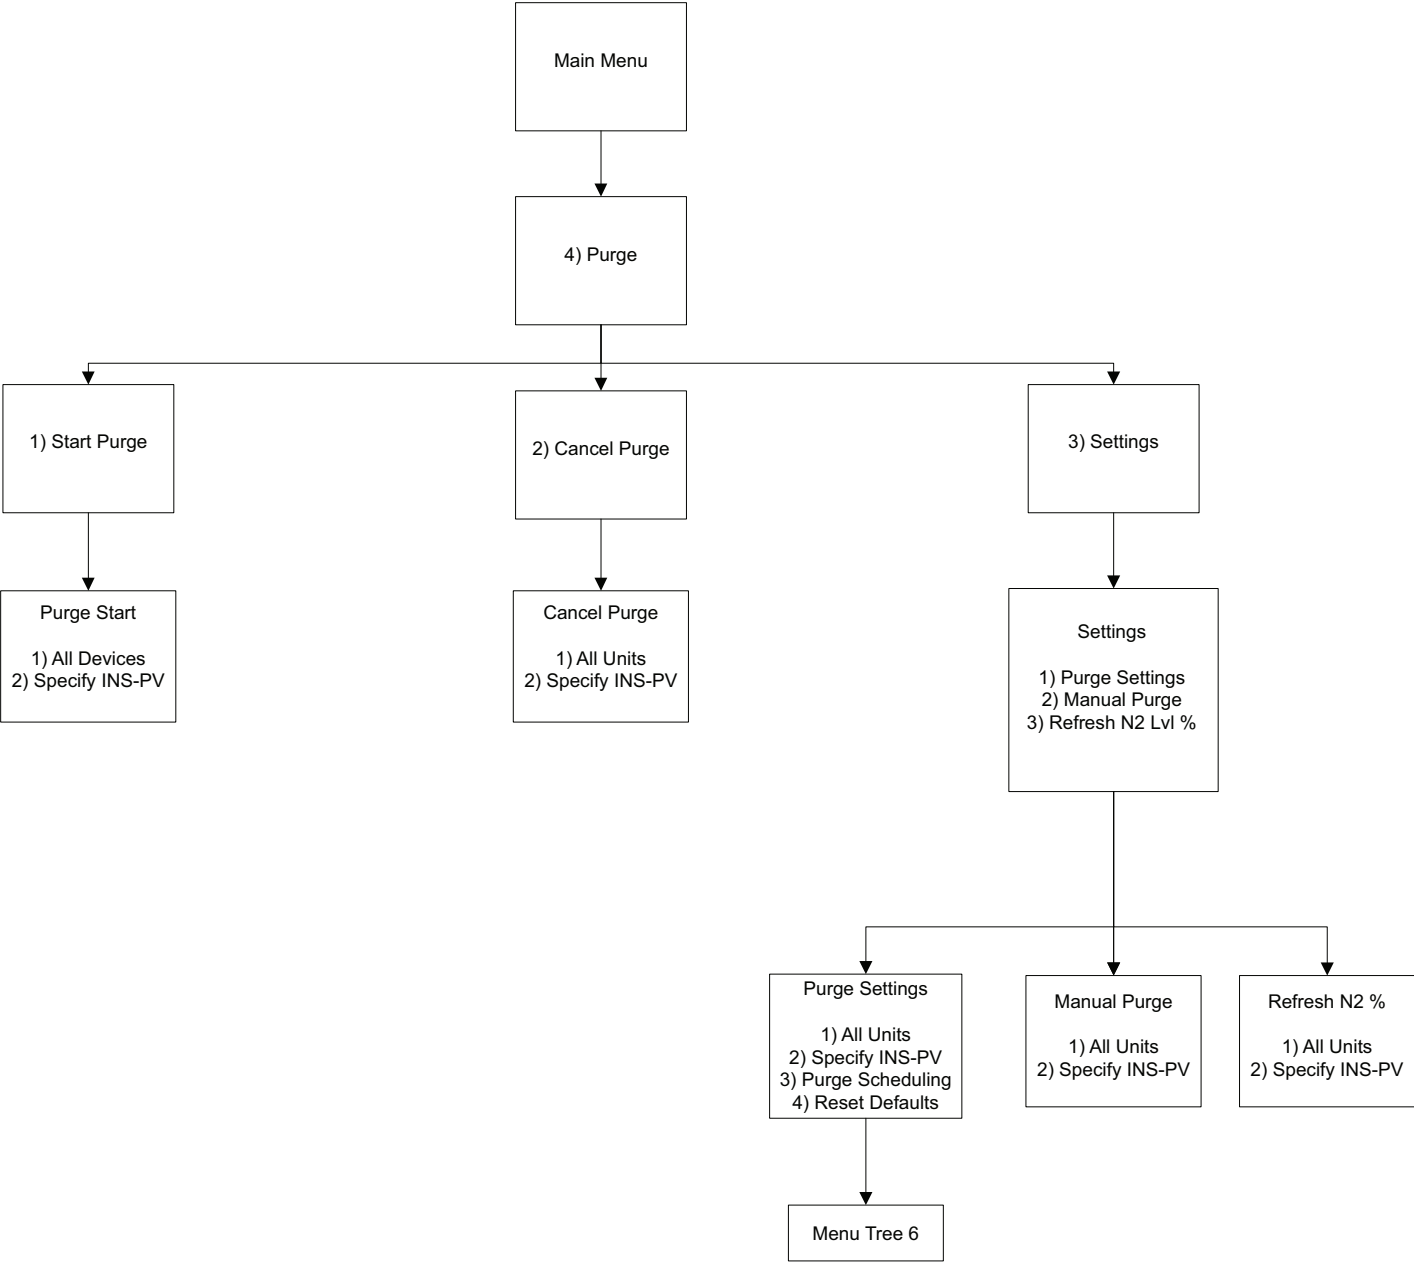 Main Menu
4) Purge
1) Start Purge
2) Cancel Purge
3) Settings
Purge Start
1) All Devices
2) Specify INS-PV
Cancel Purge
1) All Units
2) Specify INS-PV
Settings
1) Purge Settings
2) Manual Purge
3) Refresh N2 Lvl %
Purge Settings
1) All Units
2) Specify INS-PV
3) Purge Scheduling
4) Reset Defaults
Manual Purge
1) All Units
2) Specify INS-PV
Refresh N2 %
1) All Units
2) Specify INS-PV
Menu Tree 6